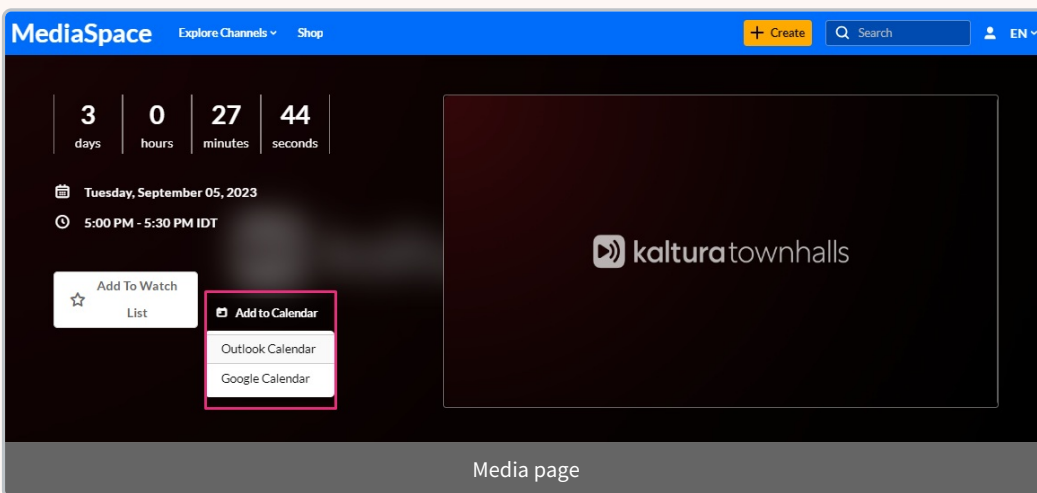 MediaSpace Explore Channels Shop + Create Search EN
3 0 27 44
days hours minutes seconds
Tuesday, September 05, 2023
5:00 PM - 5:30 PM IDT
Add To Watch
List
Add to Calendar
Outlook Calendar
Google Calendar
kalturatownhalls
Media page